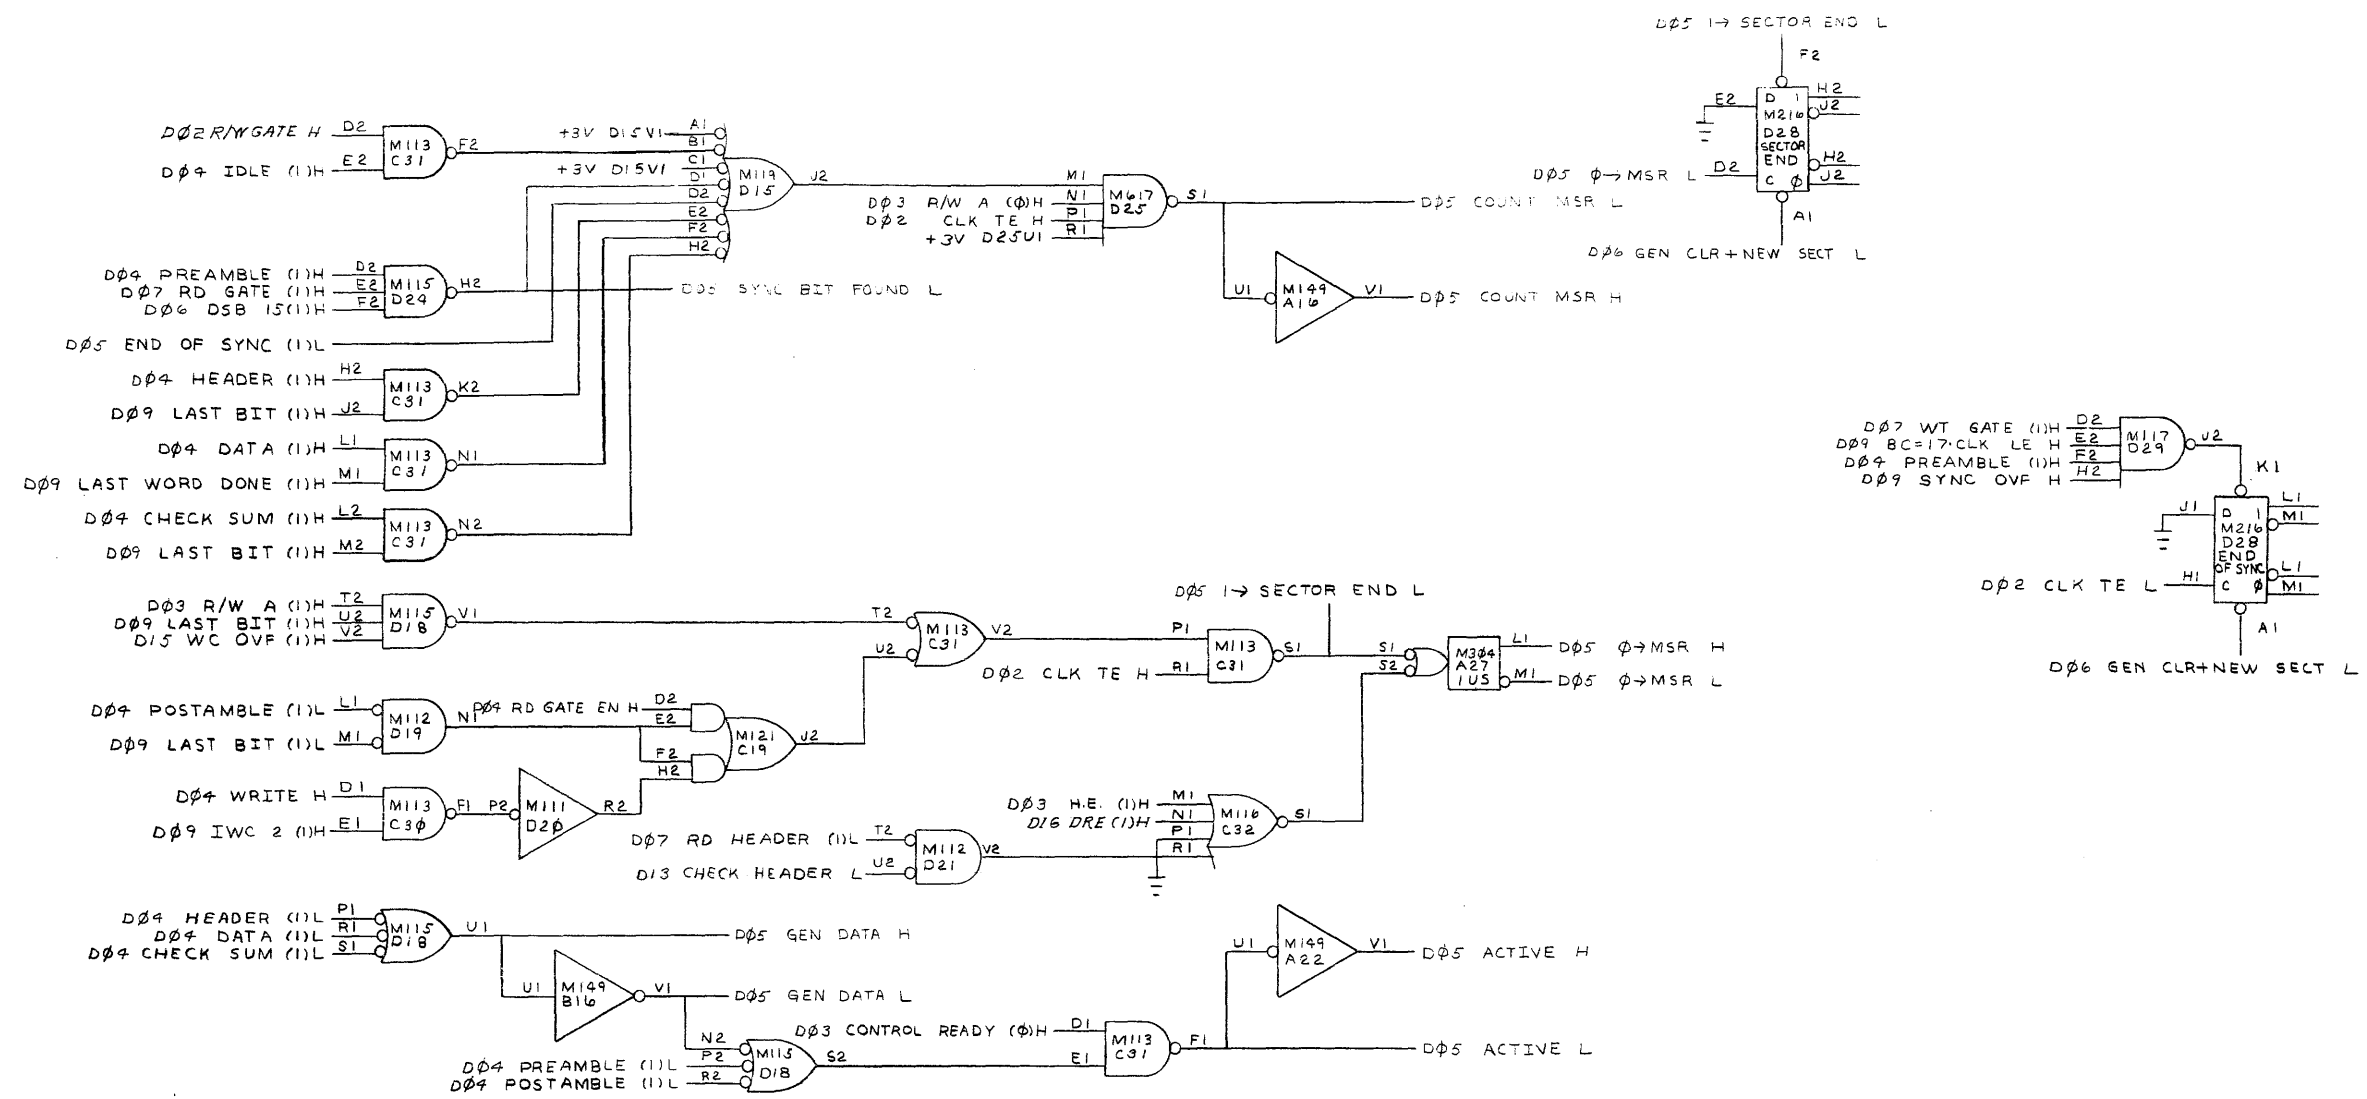 DØ5 1→ SECTOR END L
F2
E2
D 1
M216
D28
SECTOR
END
C Ø
H2
J2
H2
J2
DØ5 Ø→MSR L D2
A1
DØ6 GEN CLR+NEW SECT L
DØ2 R/W GATE H D2
DØ4 IDLE (1)H E2
M113
C31
F2
+3V D15V1 A1
B1
+3V D15V1 C1
D1
D2
E2
F2
H2
M119
D15
J2
M1
DØ3 R/W A (Ø)H N1
DØ2 CLK TE H P1
+3V D25U1 R1
M617
D25
S1
DØ5 COUNT MSR L
U1
M149
A16
V1
DØ5 COUNT MSR H
DØ4 PREAMBLE (1)H D2
DØ7 RD GATE (1)H E2
DØ6 DSB 15(1)H F2
M115
D24
H2
DØ5 SYNC BIT FOUND L
DØ5 END OF SYNC (1)L
DØ4 HEADER (1)H H2
DØ9 LAST BIT (1)H J2
M113
C31
K2
DØ4 DATA (1)H L1
DØ9 LAST WORD DONE (1)H M1
M113
C31
N1
DØ4 CHECK SUM (1)H L2
DØ9 LAST BIT (1)H M2
M113
C31
N2
DØ7 WT GATE (1)H D2
DØ9 BC=17·CLK LE H E2
DØ4 PREAMBLE (1)H F2
DØ9 SYNC OVF H H2
M117
D29
J2
K1
J1
D 1
M216
D28
END
OF SYNC
C Ø
L1
M1
L1
M1
DØ2 CLK TE L H1
A1
DØ6 GEN CLR+NEW SECT L
DØ3 R/W A (1)H T2
DØ9 LAST BIT (1)H U2
D15 WC OVF (1)H V2
M115
D18
V1
T2
U2
M113
C31
V2
P1
DØ2 CLK TE H R1
M113
C31
S1
DØ5 1→ SECTOR END L
S1
S2
M304
A27
1US
L1 DØ5 Ø→MSR H
M1 DØ5 Ø→MSR L
DØ4 POSTAMBLE (1)L L1
DØ9 LAST BIT (1)L M1
M112
D19
N1
DØ4 RD GATE EN H D2
E2
F2
H2
M121
C19
J2
DØ4 WRITE H D1
DØ9 IWC 2 (1)H E1
M113
C3Ø
F1
P2
M111
D2Ø
R2
DØ3 H.E. (1)H M1
D16 DRE (1)H N1
P1
R1
M116
C32
S1
DØ7 RD HEADER (1)L T2
D13 CHECK HEADER L U2
M112
D21
V2
DØ4 HEADER (1)L P1
DØ4 DATA (1)L R1
DØ4 CHECK SUM (1)L S1
M115
D18
U1
DØ5 GEN DATA H
U1
M149
B16
V1
DØ5 GEN DATA L
N2
DØ4 PREAMBLE (1)L P2
DØ4 POSTAMBLE (1)L R2
M115
D18
S2
DØ3 CONTROL READY (Ø)H D1
E1
M113
C31
F1
U1
M149
A22
V1
DØ5 ACTIVE H
DØ5 ACTIVE L